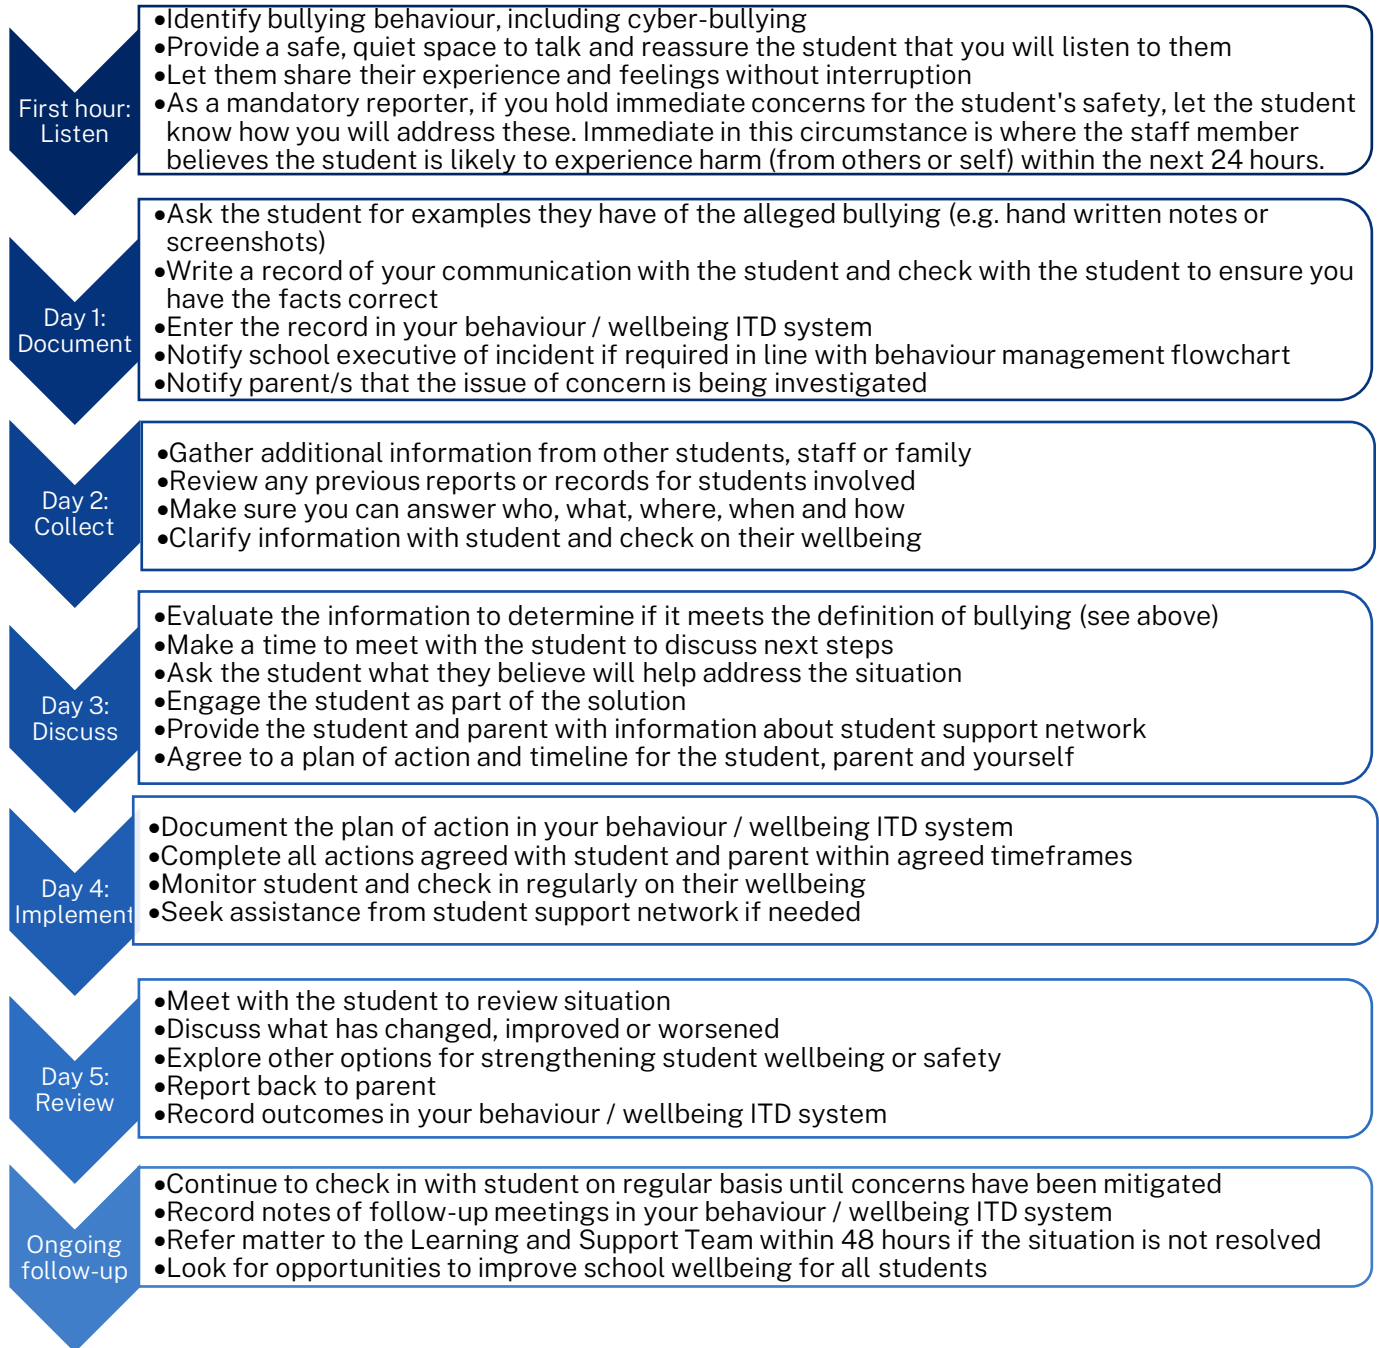 First hour:
Listen
•Identify bullying behaviour, including cyber-bullying
•Provide a safe, quiet space to talk and reassure the student that you will listen to them
•Let them share their experience and feelings without interruption
•As a mandatory reporter, if you hold immediate concerns for the student's safety, let the student
know how you will address these. Immediate in this circumstance is where the staff member
believes the student is likely to experience harm (from others or self) within the next 24 hours.
Day 1:
Document
•Ask the student for examples they have of the alleged bullying (e.g. hand written notes or
screenshots)
•Write a record of your communication with the student and check with the student to ensure you
have the facts correct
•Enter the record in your behaviour / wellbeing ITD system
•Notify school executive of incident if required in line with behaviour management flowchart
•Notify parent/s that the issue of concern is being investigated
Day 2:
Collect
•Gather additional information from other students, staff or family
•Review any previous reports or records for students involved
•Make sure you can answer who, what, where, when and how
•Clarify information with student and check on their wellbeing
Day 3:
Discuss
•Evaluate the information to determine if it meets the definition of bullying (see above)
•Make a time to meet with the student to discuss next steps
•Ask the student what they believe will help address the situation
•Engage the student as part of the solution
•Provide the student and parent with information about student support network
•Agree to a plan of action and timeline for the student, parent and yourself
Day 4:
Implement
•Document the plan of action in your behaviour / wellbeing ITD system
•Complete all actions agreed with student and parent within agreed timeframes
•Monitor student and check in regularly on their wellbeing
•Seek assistance from student support network if needed
Day 5:
Review
•Meet with the student to review situation
•Discuss what has changed, improved or worsened
•Explore other options for strengthening student wellbeing or safety
•Report back to parent
•Record outcomes in your behaviour / wellbeing ITD system
Ongoing
follow-up
•Continue to check in with student on regular basis until concerns have been mitigated
•Record notes of follow-up meetings in your behaviour / wellbeing ITD system
•Refer matter to the Learning and Support Team within 48 hours if the situation is not resolved
•Look for opportunities to improve school wellbeing for all students